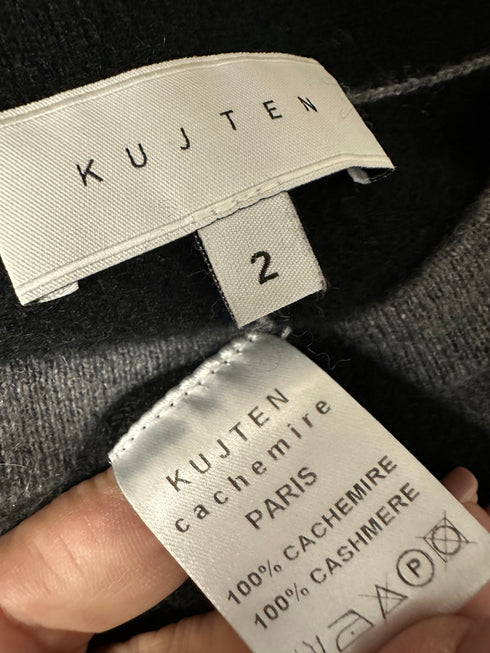 KUJTEN
2
KUJTEN
cachemire
PARIS
100% CACHEMIRE
100% CASHMERE
P